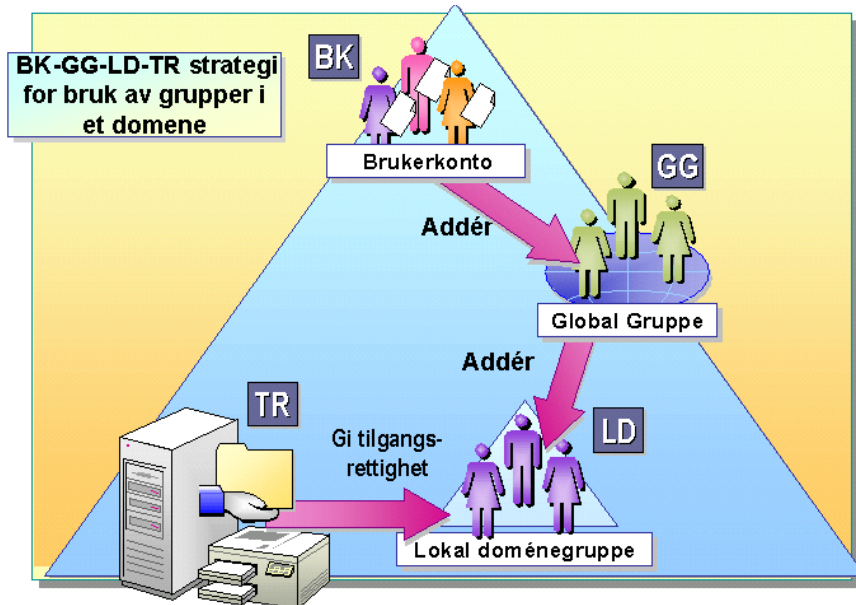 BK-GG-LD-TR strategi
for bruk av grupper i
et domene
BK
Brukerkonto
GG
Addér
Global Gruppe
Addér
TR
LD
Gi tilgangs-
rettighet
Lokal doménegruppe